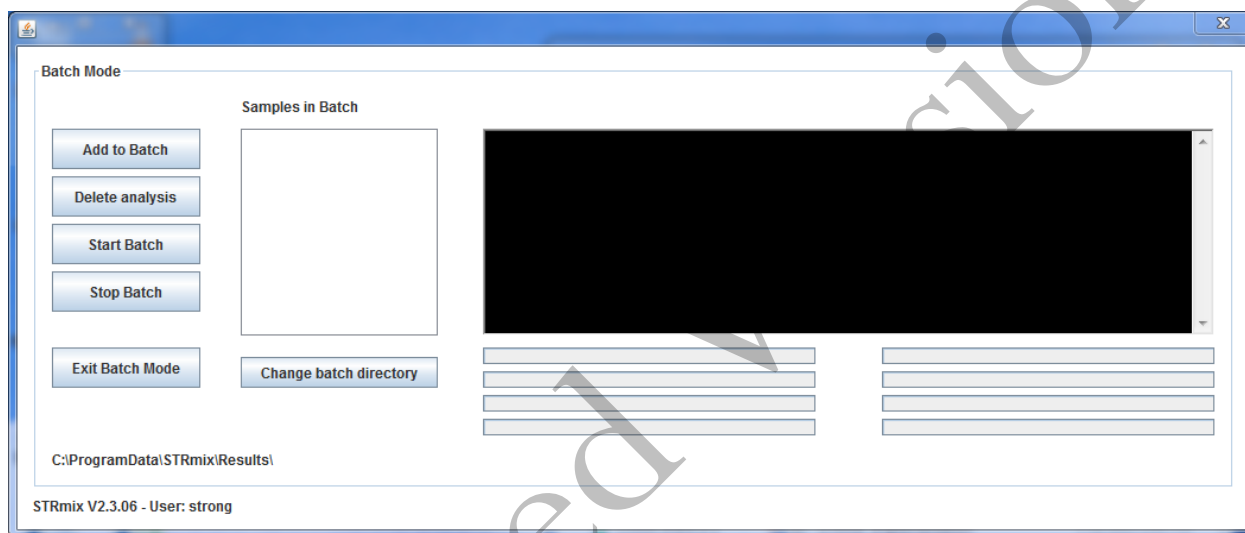 X
Batch Mode
Samples in Batch
Add to Batch
Delete analysis
Start Batch
Stop Batch
Exit Batch Mode
Change batch directory
C:\ProgramData\STRmix\Results\
STRmix V2.3.06 - User: strong